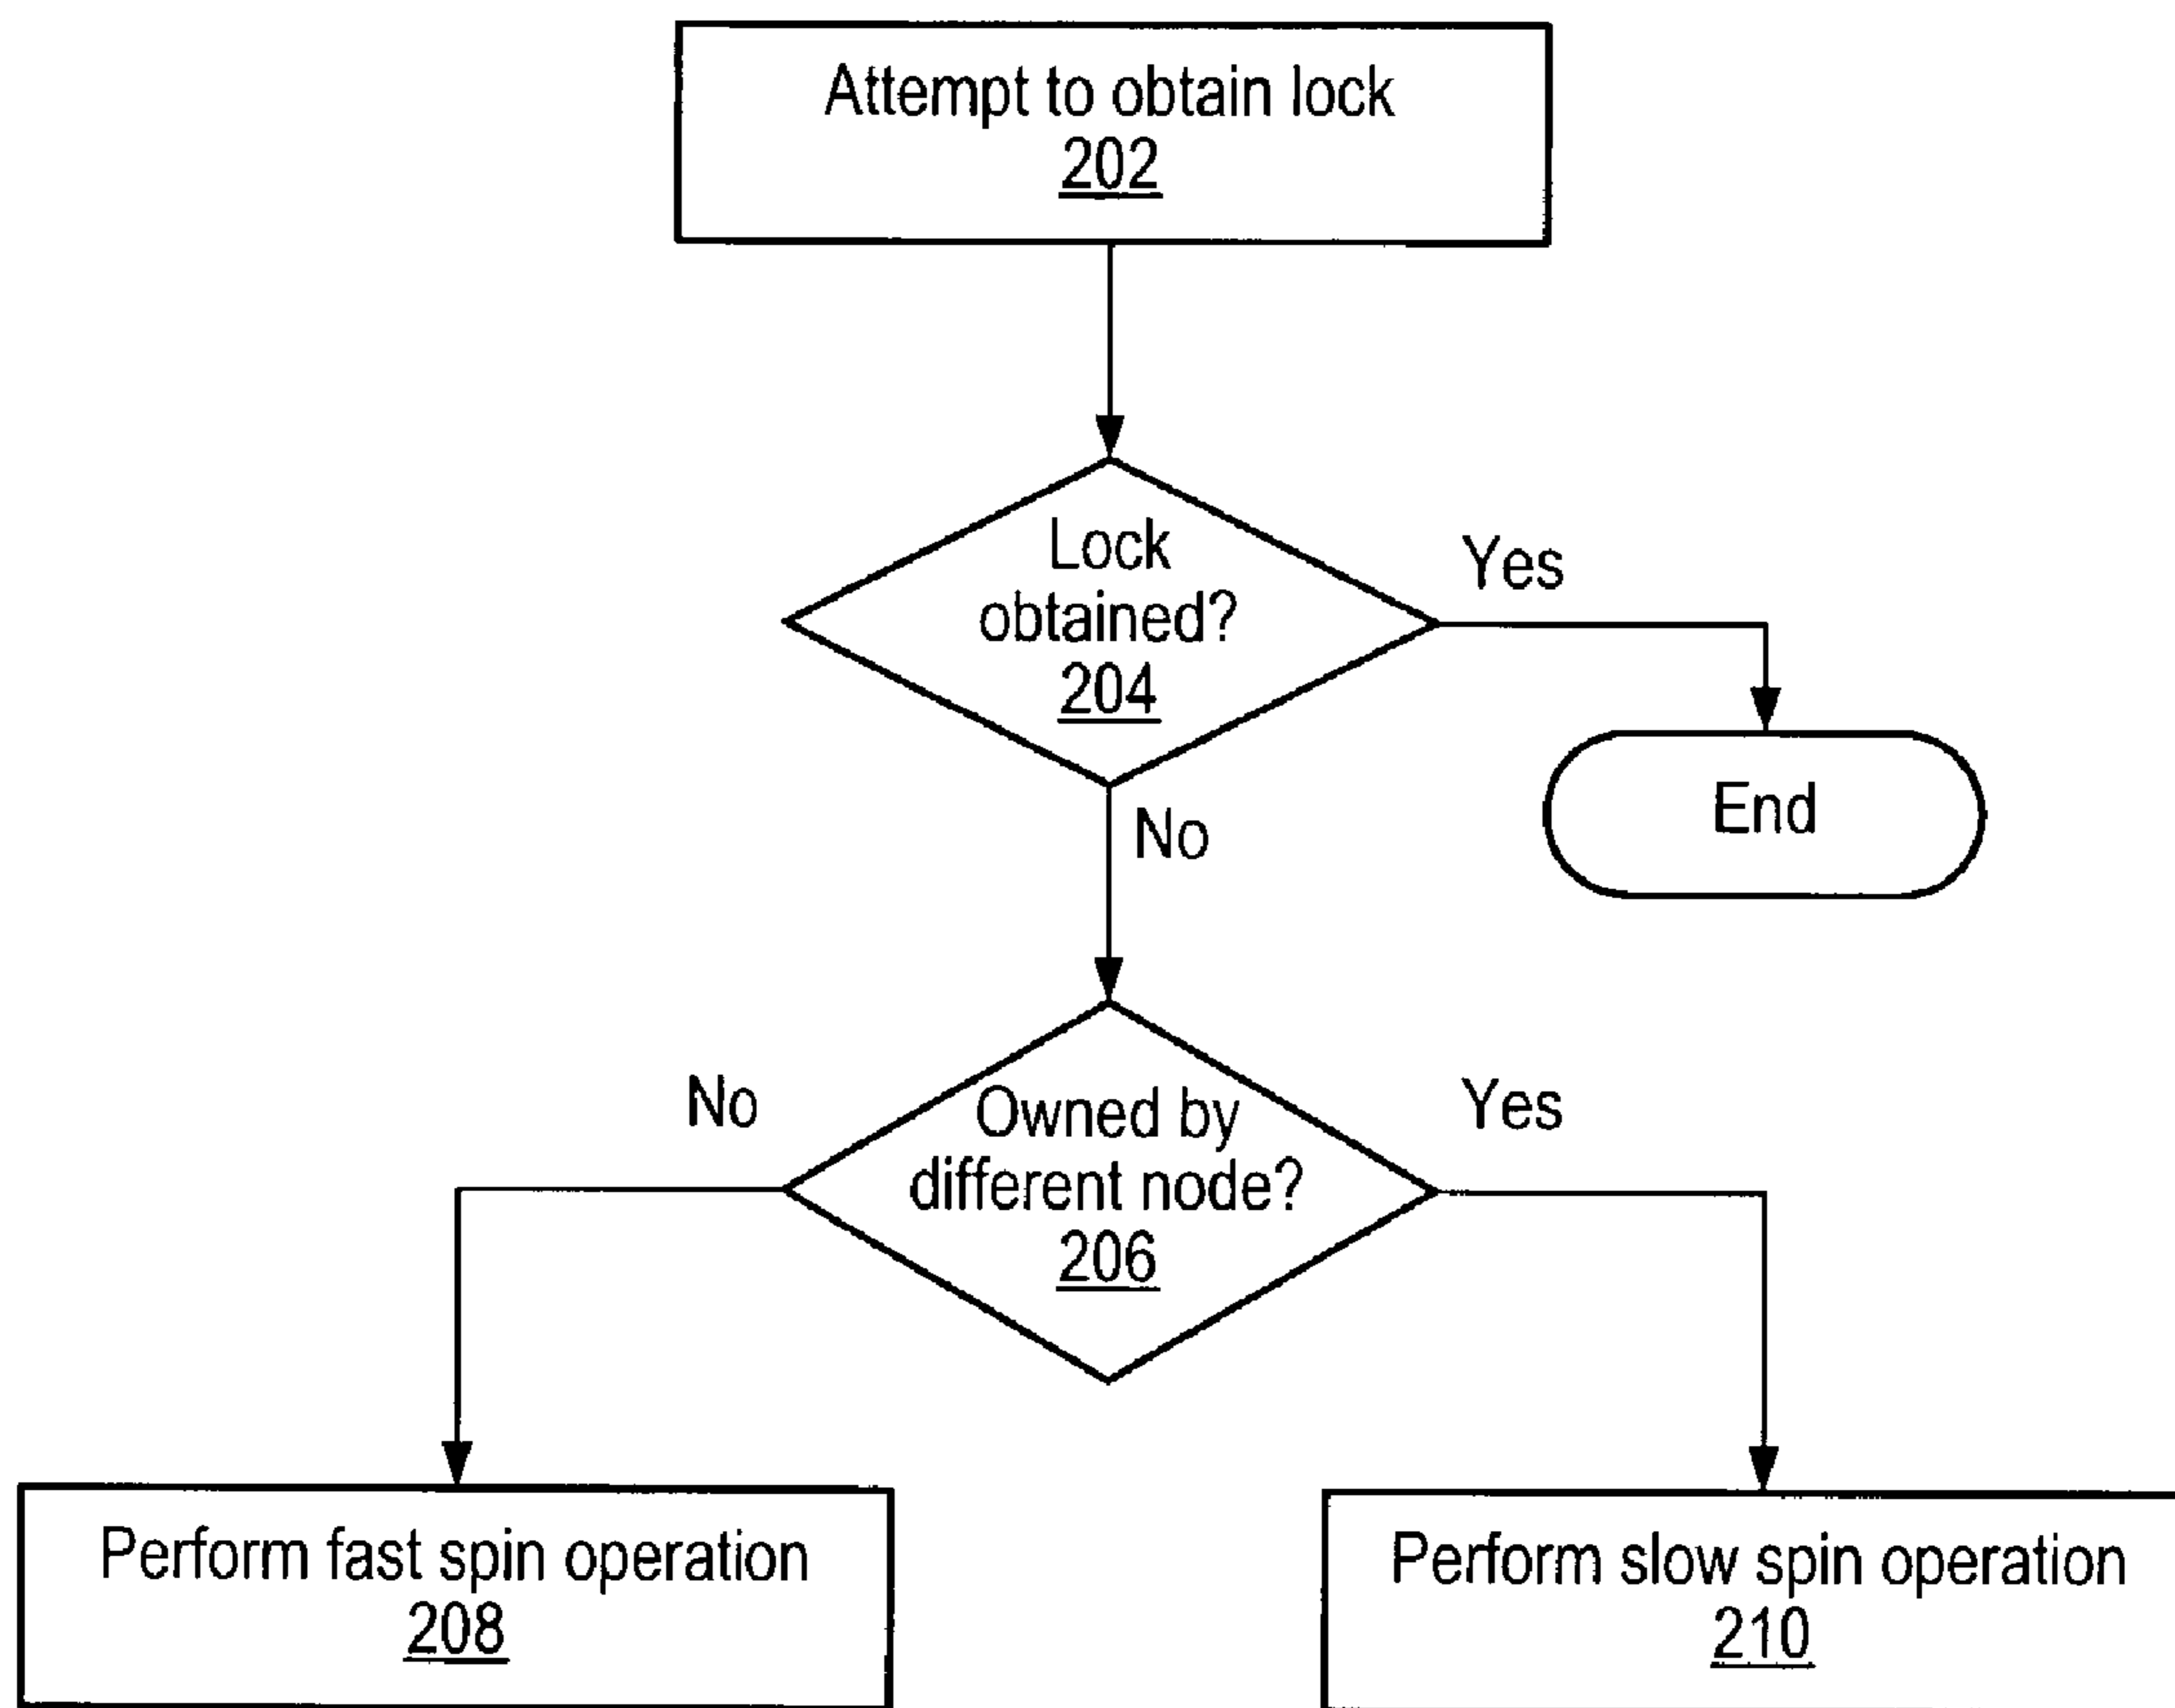 Attempt to obtain lock
202
Lock
obtained?
204
Yes
End
No
Owned by
different node?
206
No
Yes
Perform fast spin operation
208
Perform slow spin operation
210